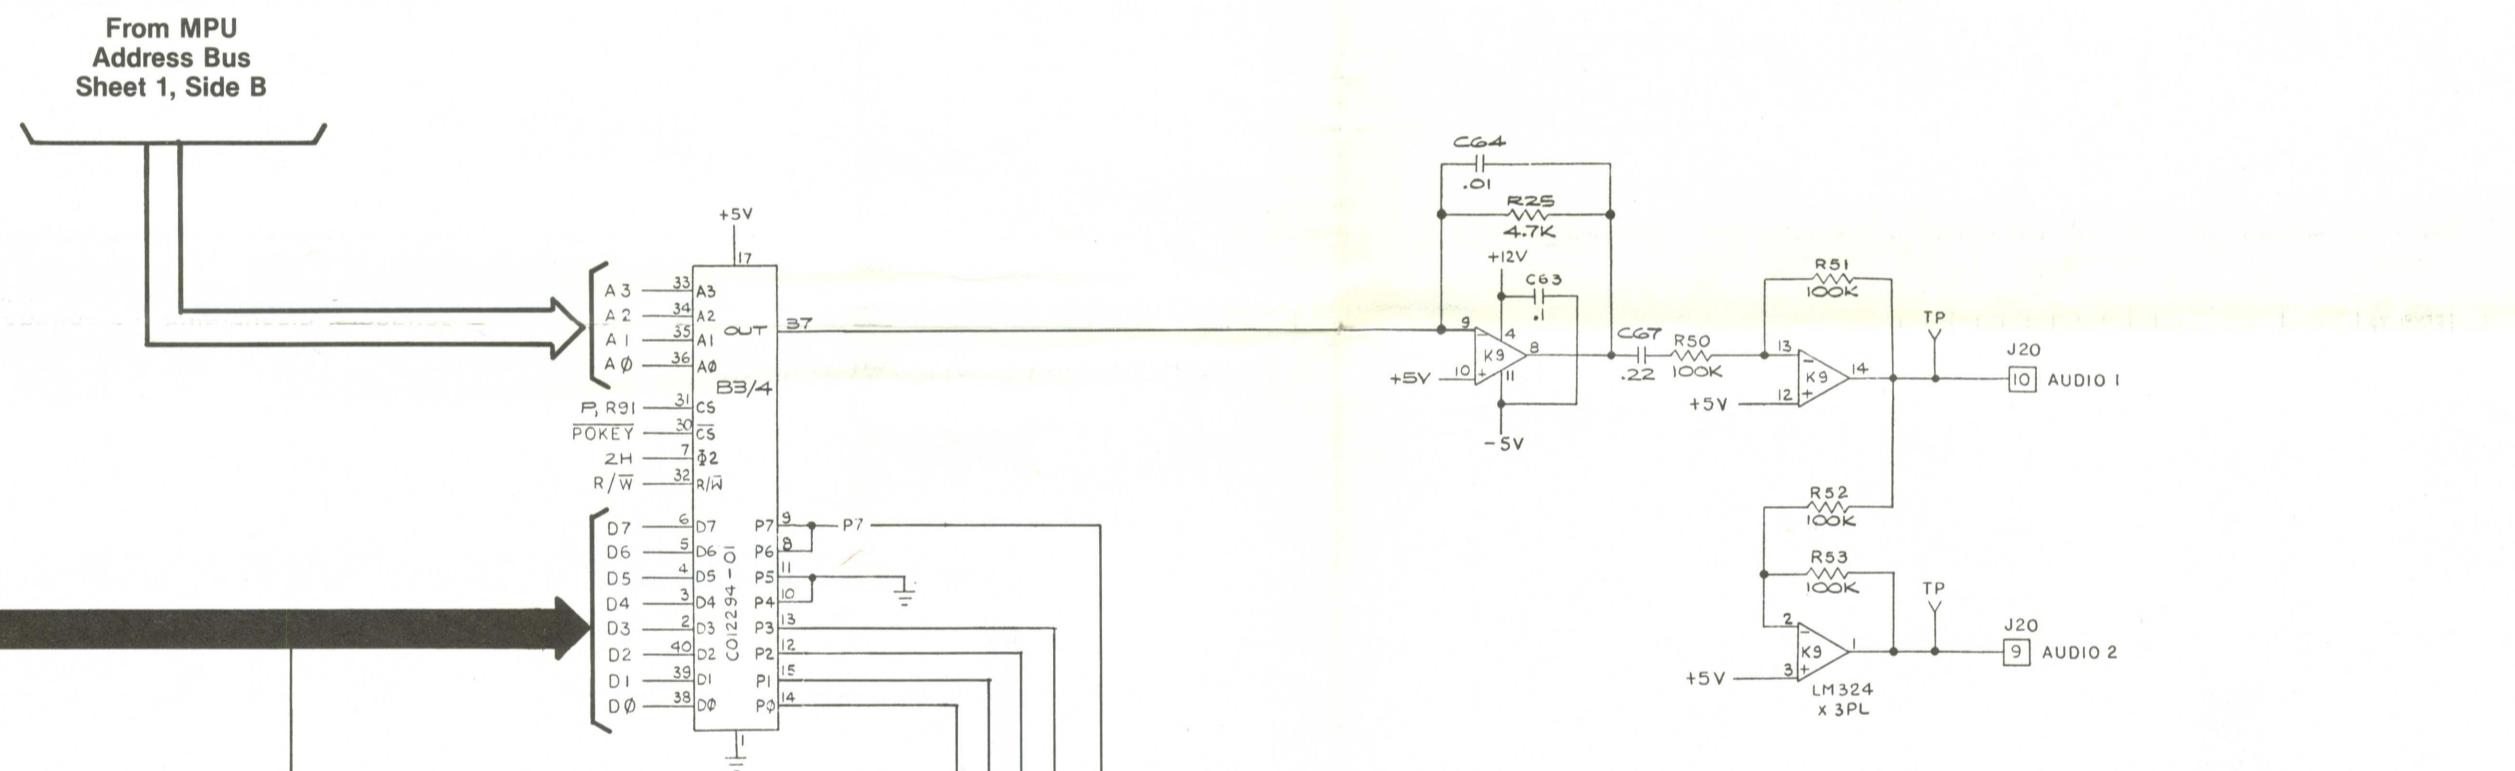 From MPU
Address Bus
Sheet 1, Side B
+5V
17
A3 33 A3
A2 34 A2
A1 35 A1
AØ 36 AØ
OUT 37
B3/4
P, R91 31 CS
POKEY 30 CS
2H 7 Φ2
R/W 32 R/W
D7 6 D7
D6 5 D6
D5 4 D5
D4 3 D4
D3 2 D3
D2 40 D2
D1 39 D1
DØ 38 DØ
CO12294-01
P7 9 P7
P6 8
P5 11
P4 10
P3 13
P2 12
P1 15
PØ 14
1
C64
.01
R25
4.7K
+12V
C63
.1
9
4
K9
8
+5V 10
11
-5V
C67
.22
R50
100K
R51
100K
13
K9
14
+5V 12
TP
J20
10 AUDIO 1
R52
100K
R53
100K
2
K9
1
+5V 3
LM324
x 3PL
TP
J20
9 AUDIO 2